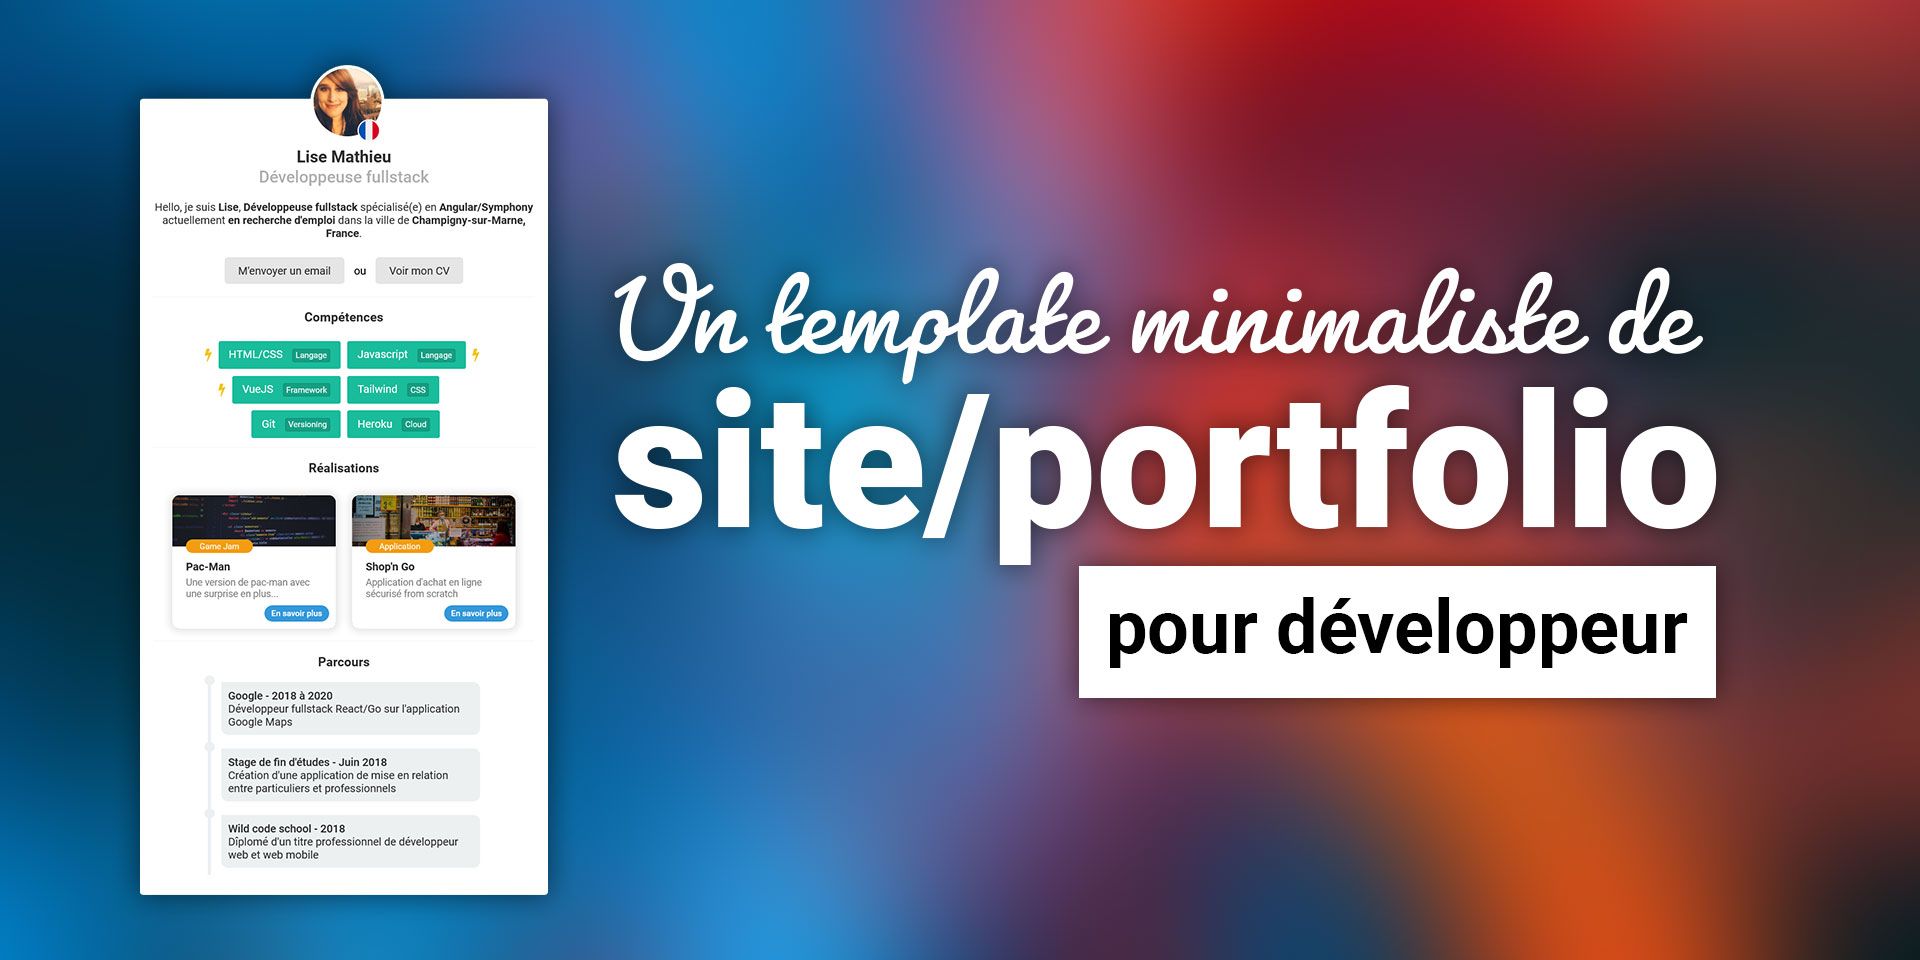 Lise Mathieu
Développeuse fullstack
Hello, je suis Lise, Développeuse fullstack spécialisé(e) en Angular/Symphony
actuellement en recherche d'emploi dans la ville de Champigny-sur-Marne,
France.
M'envoyer un email ou Voir mon CV
Compétences
HTML/CSS Langage Javascript Langage
VueJS Framework Tailwind CSS
Git Versioning Heroku Cloud
Réalisations
Game Jam
Pac-Man
Une version de pac-man avec
une surprise en plus...
En savoir plus
Application
Shop'n Go
Application d'achat en ligne
sécurisé from scratch
En savoir plus
Parcours
Google - 2018 à 2020
Développeur fullstack React/Go sur l'application
Google Maps
Stage de fin d'études - Juin 2018
Création d'une application de mise en relation
entre particuliers et professionnels
Wild code school - 2018
Dîplomé d'un titre professionnel de développeur
web et web mobile
Un template minimaliste de
site/portfolio
pour développeur